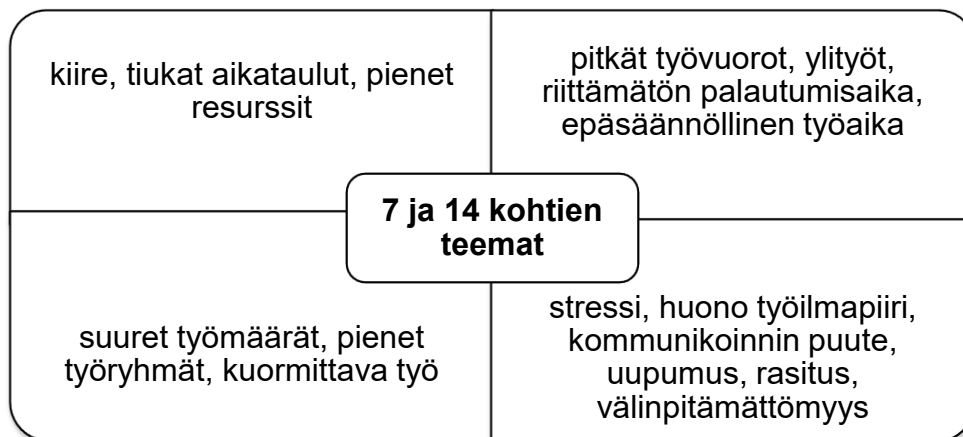 kiire, tiukat aikataulut, pienet
resurssit
pitkät työvuorot, ylityöt,
riittämätön palautumisaika,
epäsäännöllinen työaika
7 ja 14 kohtien
teemat
suuret työmäärät, pienet
työryhmät, kuormittava työ
stressi, huono työilmapiiri,
kommunikoinnin puute,
uupumus, rasitus,
välinpitämättömyys